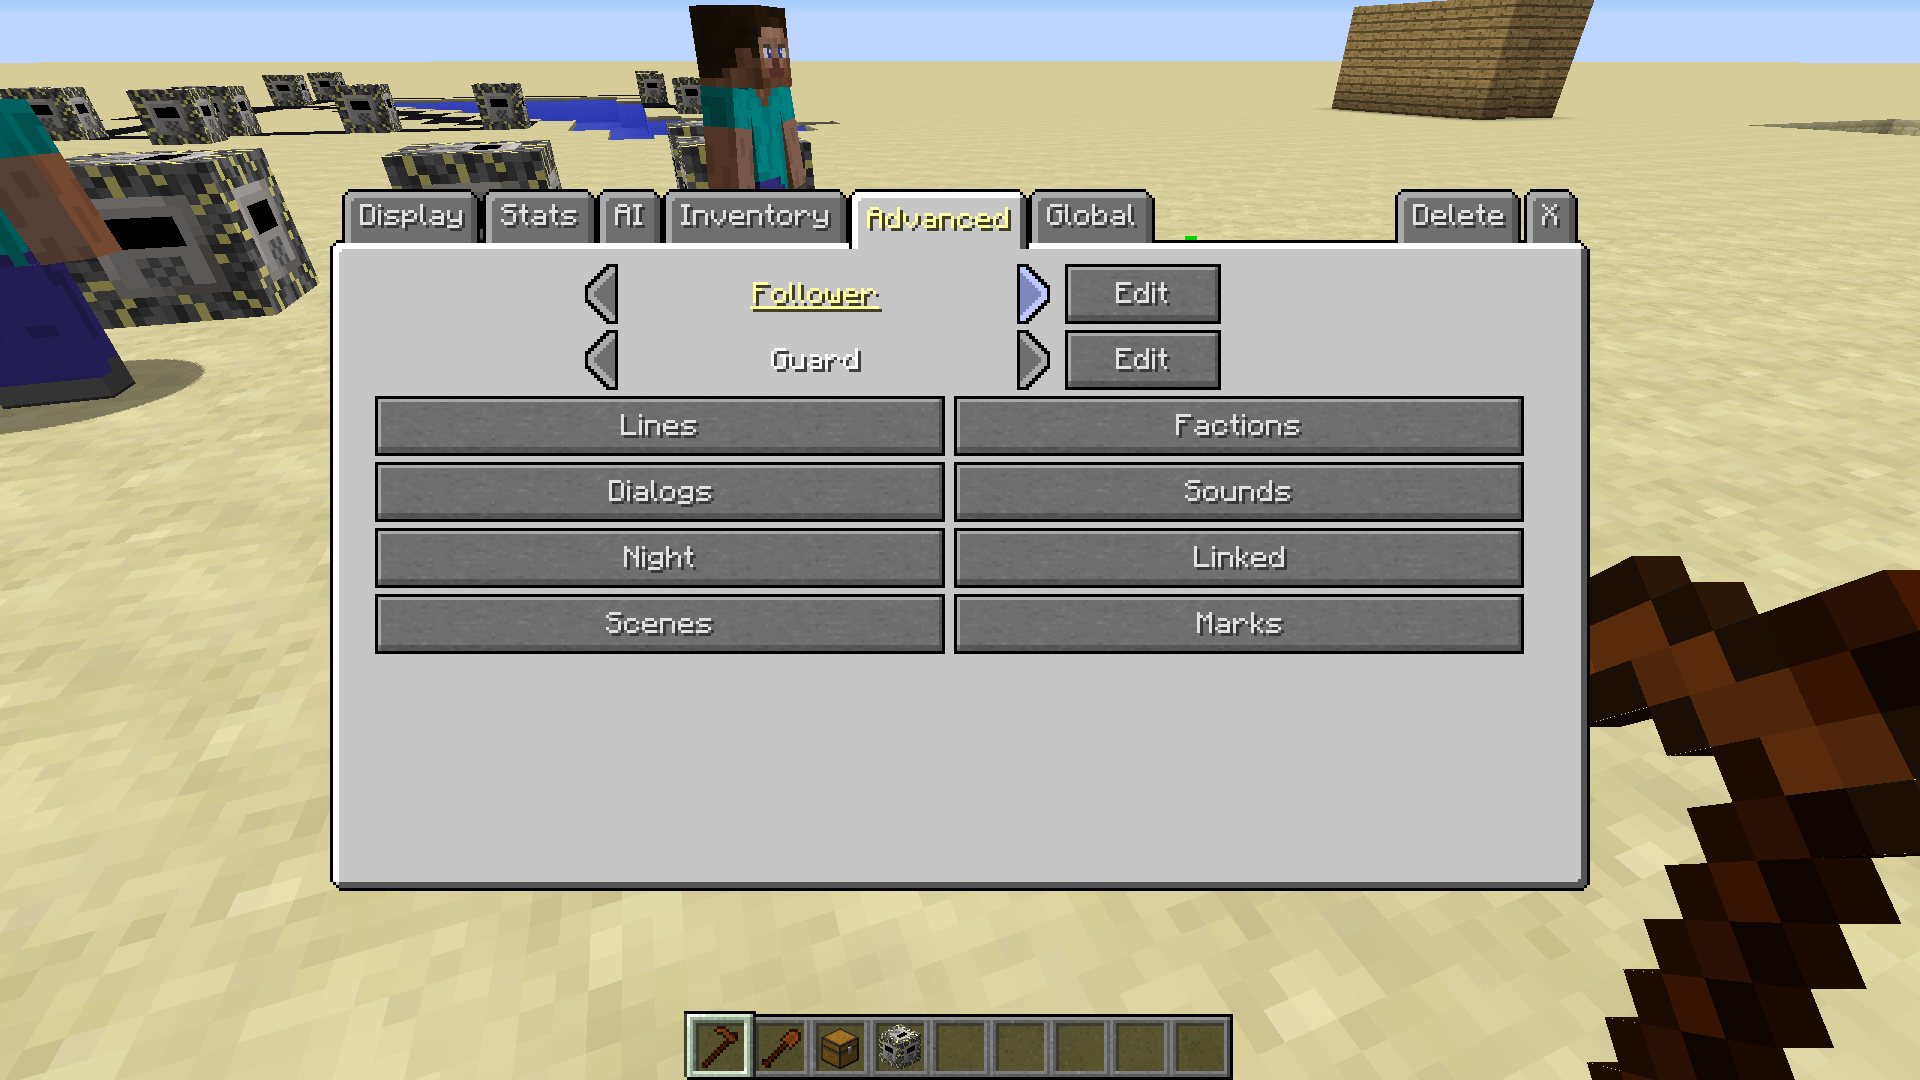 Display Stats AI Inventory Advanced Global Delete X
Follower Edit
Guard Edit
Lines Factions
Dialogs Sounds
Night Linked
Scenes Marks